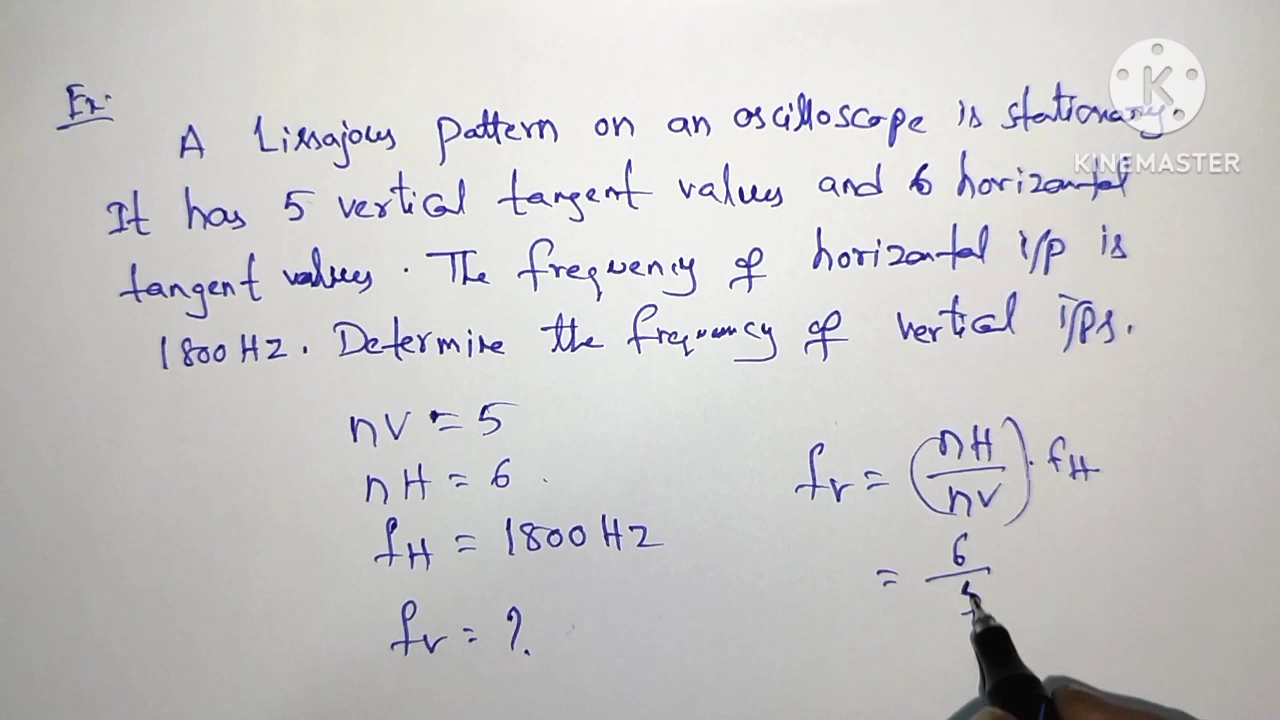 Ex:
A Lissajous pattern on an oscilloscope is stationary.
It has 5 vertical tangent values and 6 horizontal
tangent values. The frequency of horizontal i/p is
1800 Hz. Determine the frequency of vertical i/ps.
nV = 5
nH = 6.
fH = 1800 Hz
fv = ?
fv = (nH/nV) · fH
= 6/5
K
KINEMASTER